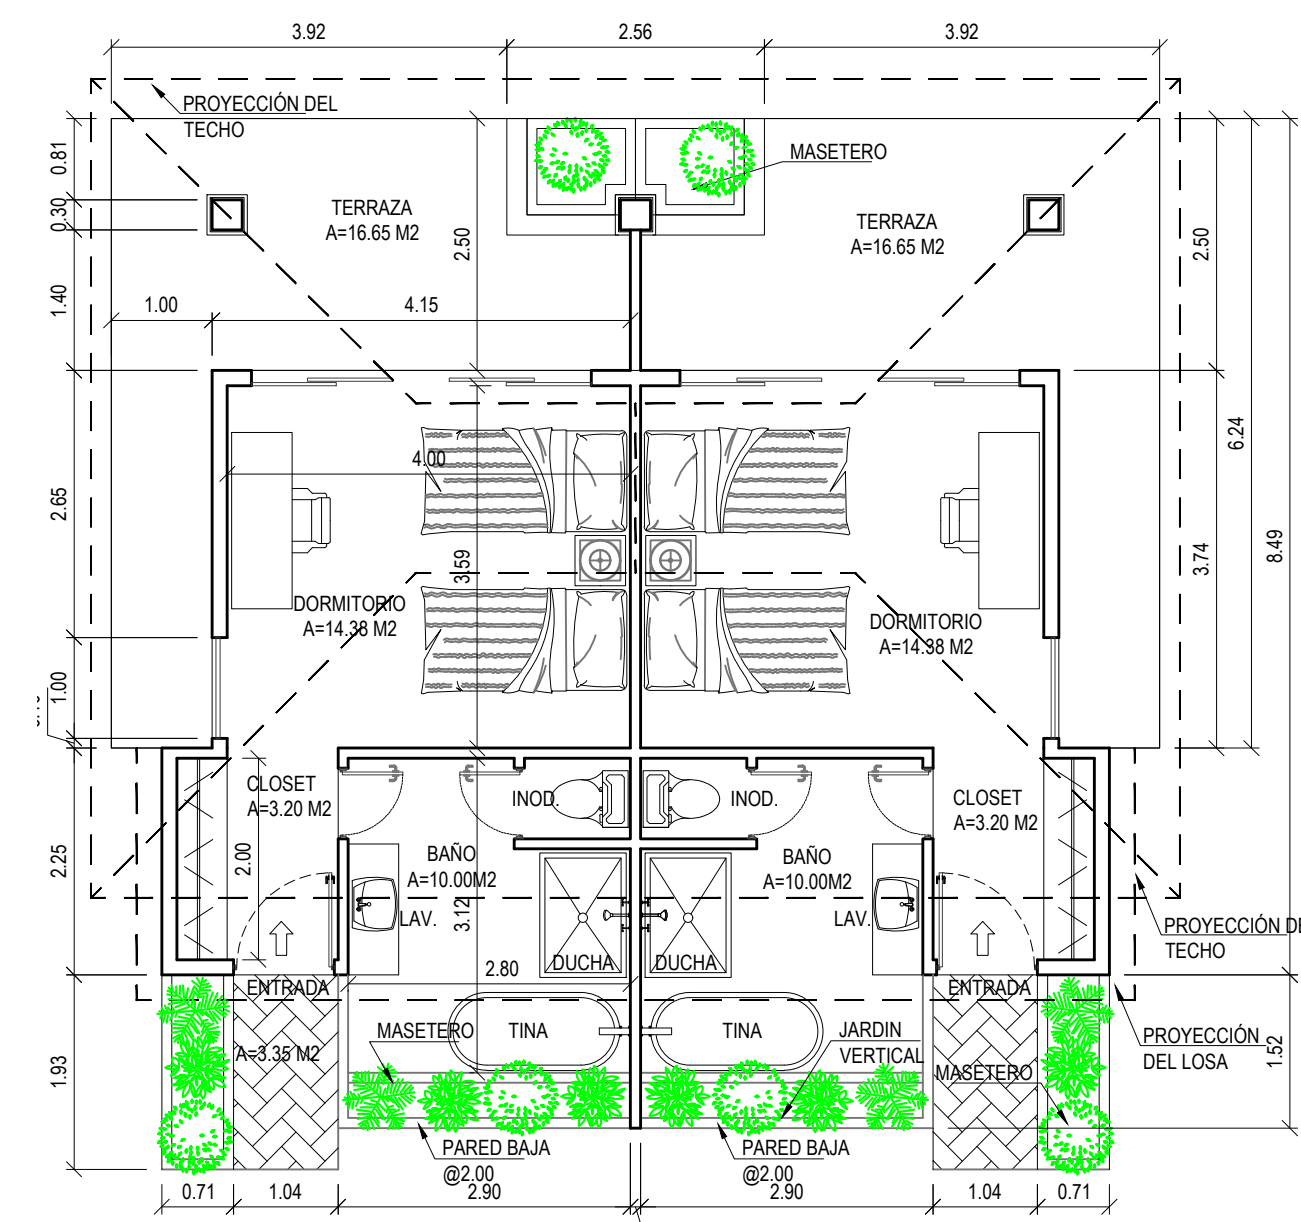 3.92
2.56
3.92
PROYECCIÓN DEL
TECHO
MASETERO
0.81
0.30
1.40
TERRAZA
A=16.65 M2
TERRAZA
A=16.65 M2
2.50
2.50
1.00
4.15
6.24
4.00
2.65
3.59
3.74
8.49
DORMITORIO
A=14.38 M2
DORMITORIO
A=14.38 M2
1.00
CLOSET
A=3.20 M2
INOD.
INOD.
CLOSET
A=3.20 M2
2.25
2.00
BAÑO
A=10.00M2
BAÑO
A=10.00M2
3.12
LAV.
LAV.
PROYECCIÓN DE
TECHO
DUCHA
DUCHA
2.80
ENTRADA
ENTRADA
A=3.35 M2
MASETERO
TINA
TINA
JARDIN
VERTICAL
PROYECCIÓN
DEL LOSA
MASETERO
1.93
1.52
PARED BAJA
@2.00
PARED BAJA
@2.00
0.71
1.04
2.90
2.90
1.04
0.71